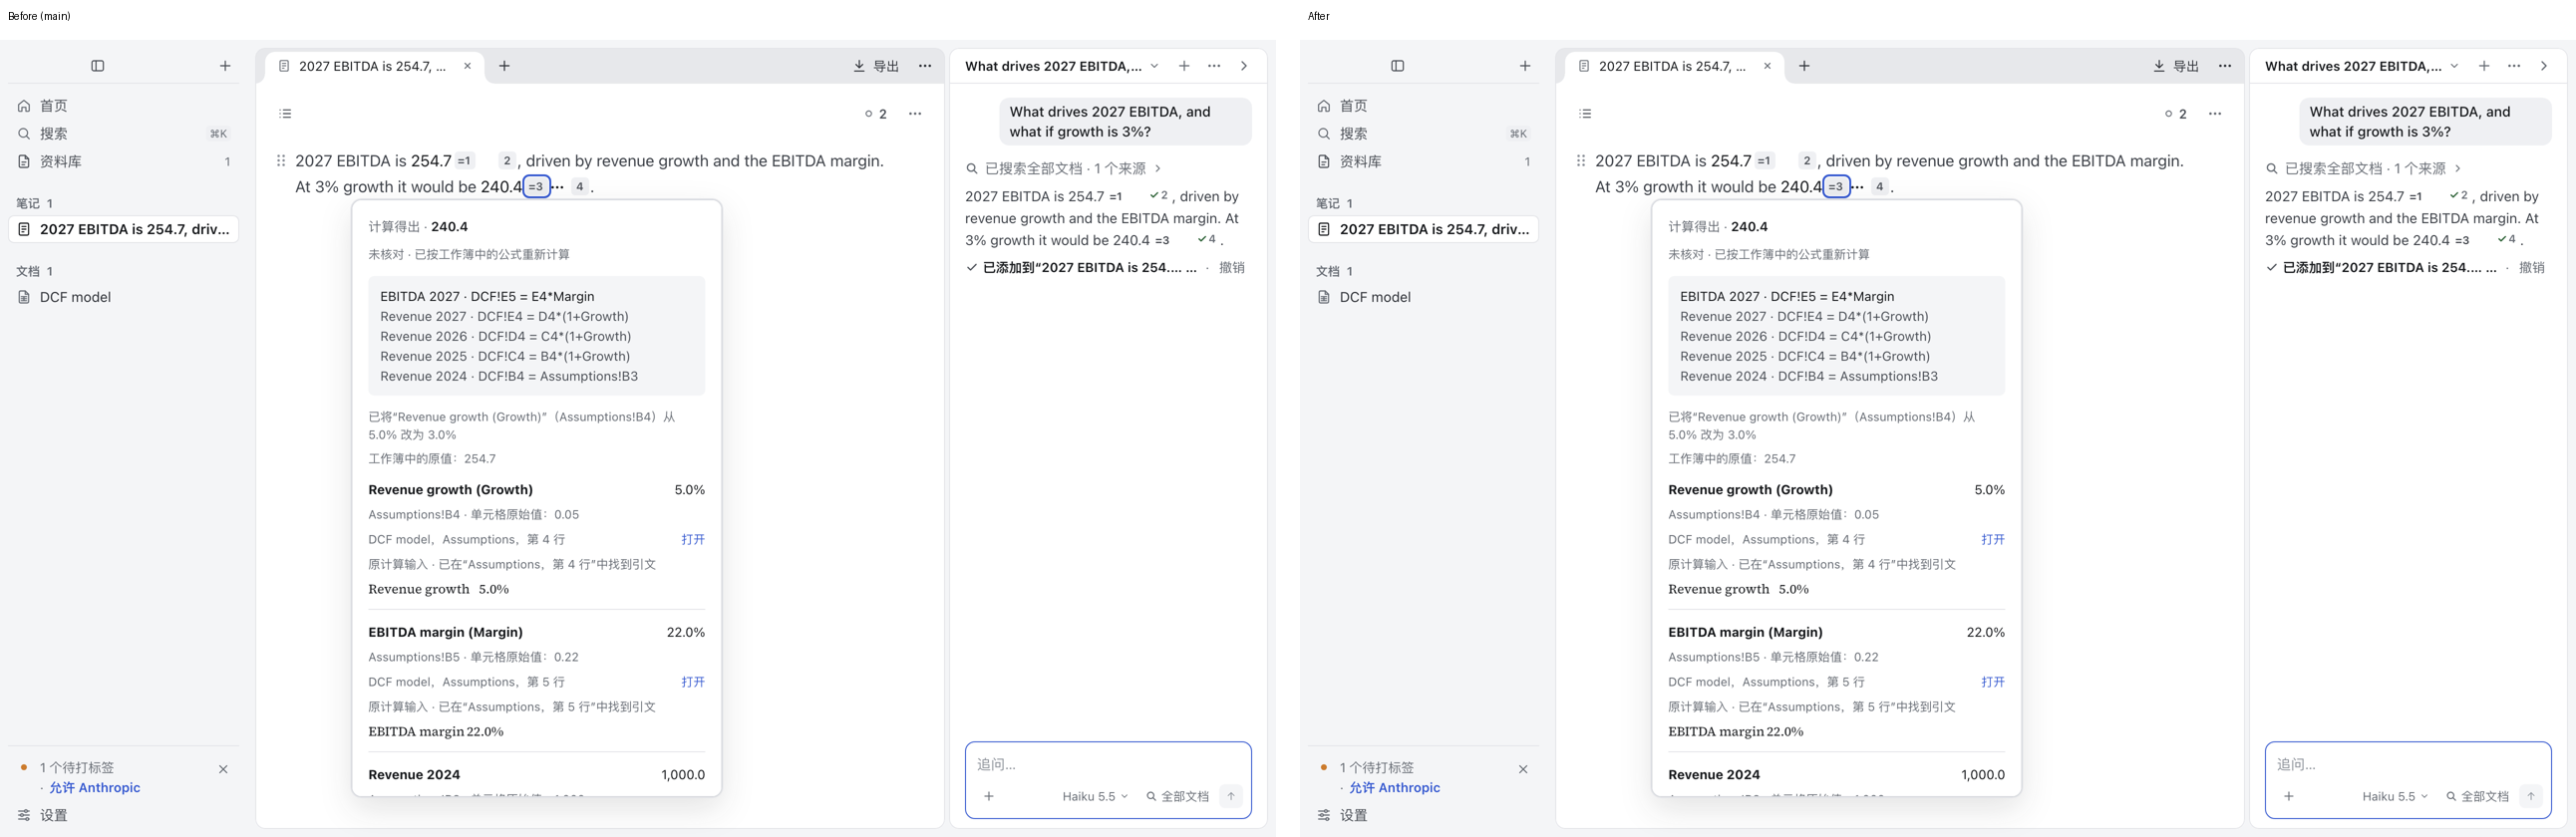 Before (main)
2027 EBITDA is 254.7, ...
导出
What drives 2027 EBITDA,...
首页
搜索 ⌘K
资料库 1
笔记 1
2027 EBITDA is 254.7, driv...
文档 1
DCF model
2
2027 EBITDA is 254.7 =1 2 , driven by revenue growth and the EBITDA margin.
At 3% growth it would be 240.4 =3 ... 4 .
计算得出 · 240.4
未核对 · 已按工作簿中的公式重新计算
EBITDA 2027 · DCF!E5 = E4*Margin
Revenue 2027 · DCF!E4 = D4*(1+Growth)
Revenue 2026 · DCF!D4 = C4*(1+Growth)
Revenue 2025 · DCF!C4 = B4*(1+Growth)
Revenue 2024 · DCF!B4 = Assumptions!B3
已将“Revenue growth (Growth)”（Assumptions!B4）从
5.0% 改为 3.0%
工作簿中的原值：254.7
Revenue growth (Growth) 5.0%
Assumptions!B4 · 单元格原始值：0.05
DCF model，Assumptions，第 4 行 打开
原计算输入 · 已在“Assumptions，第 4 行”中找到引文
Revenue growth 5.0%
EBITDA margin (Margin) 22.0%
Assumptions!B5 · 单元格原始值：0.22
DCF model，Assumptions，第 5 行 打开
原计算输入 · 已在“Assumptions，第 5 行”中找到引文
EBITDA margin 22.0%
Revenue 2024 1,000.0
What drives 2027 EBITDA, and
what if growth is 3%?
已搜索全部文档 · 1 个来源
2027 EBITDA is 254.7 =1 ✓2 , driven by
revenue growth and the EBITDA margin. At
3% growth it would be 240.4 =3 ✓4 .
已添加到“2027 EBITDA is 254.... ... · 撤销
追问...
Haiku 5.5 全部文档
1 个待打标签
· 允许 Anthropic
设置
After
2027 EBITDA is 254.7, ...
导出
What drives 2027 EBITDA,...
首页
搜索 ⌘K
资料库 1
笔记 1
2027 EBITDA is 254.7, driv...
文档 1
DCF model
2
2027 EBITDA is 254.7 =1 2 , driven by revenue growth and the EBITDA margin.
At 3% growth it would be 240.4 =3 ... 4 .
计算得出 · 240.4
未核对 · 已按工作簿中的公式重新计算
EBITDA 2027 · DCF!E5 = E4*Margin
Revenue 2027 · DCF!E4 = D4*(1+Growth)
Revenue 2026 · DCF!D4 = C4*(1+Growth)
Revenue 2025 · DCF!C4 = B4*(1+Growth)
Revenue 2024 · DCF!B4 = Assumptions!B3
已将“Revenue growth (Growth)”（Assumptions!B4）从
5.0% 改为 3.0%
工作簿中的原值：254.7
Revenue growth (Growth) 5.0%
Assumptions!B4 · 单元格原始值：0.05
DCF model，Assumptions，第 4 行 打开
原计算输入 · 已在“Assumptions，第 4 行”中找到引文
Revenue growth 5.0%
EBITDA margin (Margin) 22.0%
Assumptions!B5 · 单元格原始值：0.22
DCF model，Assumptions，第 5 行 打开
原计算输入 · 已在“Assumptions，第 5 行”中找到引文
EBITDA margin 22.0%
Revenue 2024 1,000.0
What drives 2027 EBITDA, and
what if growth is 3%?
已搜索全部文档 · 1 个来源
2027 EBITDA is 254.7 =1 ✓2 , driven by
revenue growth and the EBITDA margin. At
3% growth it would be 240.4 =3 ✓4 .
已添加到“2027 EBITDA is 254.... ... · 撤销
追问...
Haiku 5.5 全部文档
1 个待打标签
· 允许 Anthropic
设置